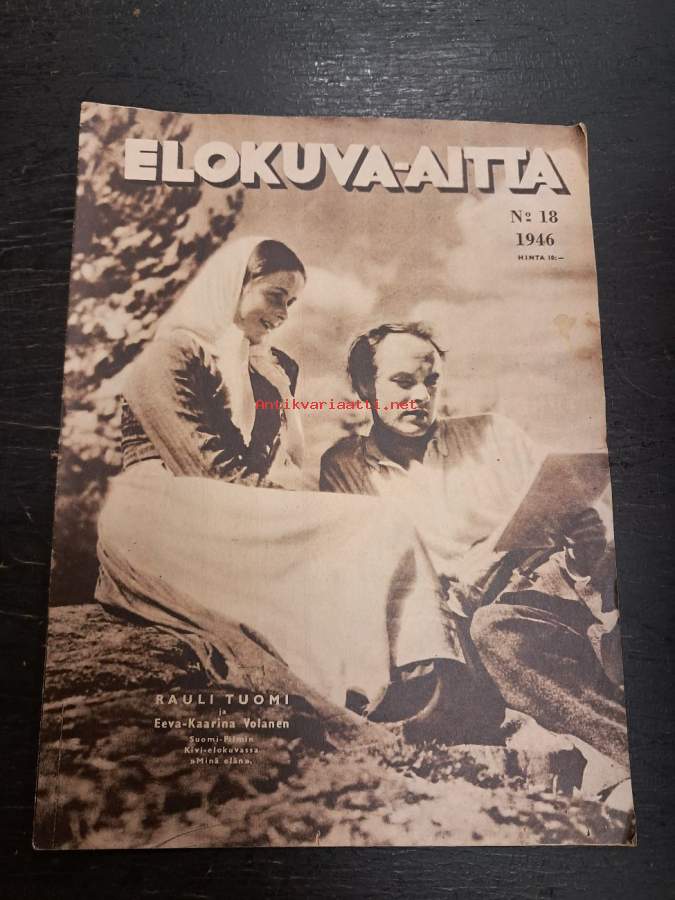 ELOKUVA-AITTA
Nº 18
1946
HINTA 10:—
Antikvariaatti.net
RAULI TUOMI
ja
Eeva-Kaarina Volanen
Suomi-Filmin
Kivi-elokuvassa
»Minä elän».